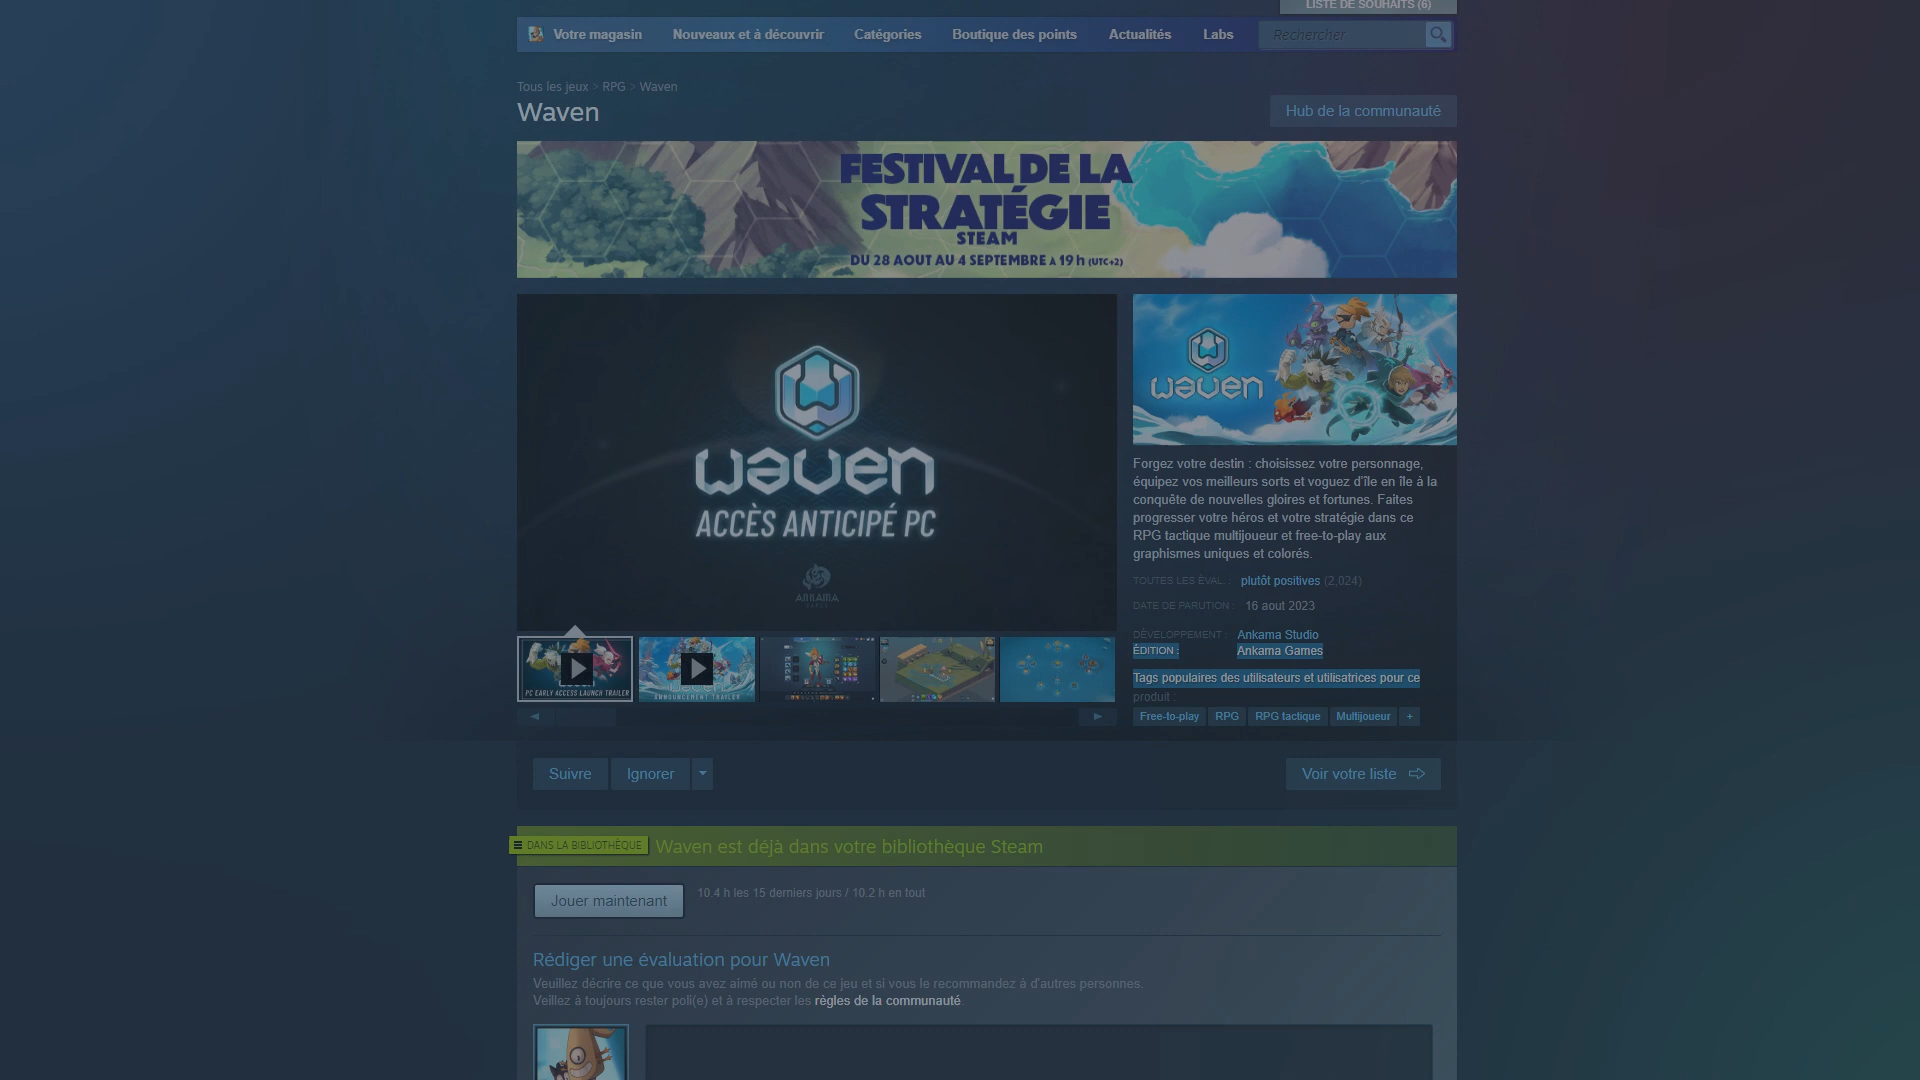 LISTE DE SOUHAITS (6)
Votre magasin Nouveaux et à découvrir Catégories Boutique des points Actualités Labs Rechercher
Tous les jeux > RPG > Waven
Waven
Hub de la communauté
FESTIVAL DE LA
STRATÉGIE
STEAM
DU 28 AOUT AU 4 SEPTEMBRE À 19 h (UTC+2)
waven
ACCÈS ANTICIPÉ PC
ANKAMA
GAMES
waven
Forgez votre destin : choisissez votre personnage,
équipez vos meilleurs sorts et voguez d'île en île à la
conquête de nouvelles gloires et fortunes. Faites
progresser votre héros et votre stratégie dans ce
RPG tactique multijoueur et free-to-play aux
graphismes uniques et colorés.
TOUTES LES ÉVAL. : plutôt positives (2,024)
DATE DE PARUTION : 16 aout 2023
DÉVELOPPEMENT : Ankama Studio
ÉDITION : Ankama Games
Tags populaires des utilisateurs et utilisatrices pour ce
produit :
Free-to-play RPG RPG tactique Multijoueur +
PC EARLY ACCESS LAUNCH TRAILER
ANNOUNCEMENT TRAILER
Suivre Ignorer
Voir votre liste
DANS LA BIBLIOTHÈQUE
Waven est déjà dans votre bibliothèque Steam
Jouer maintenant
10.4 h les 15 derniers jours / 10.2 h en tout
Rédiger une évaluation pour Waven
Veuillez décrire ce que vous avez aimé ou non de ce jeu et si vous le recommandez à d'autres personnes.
Veillez à toujours rester poli(e) et à respecter les règles de la communauté.